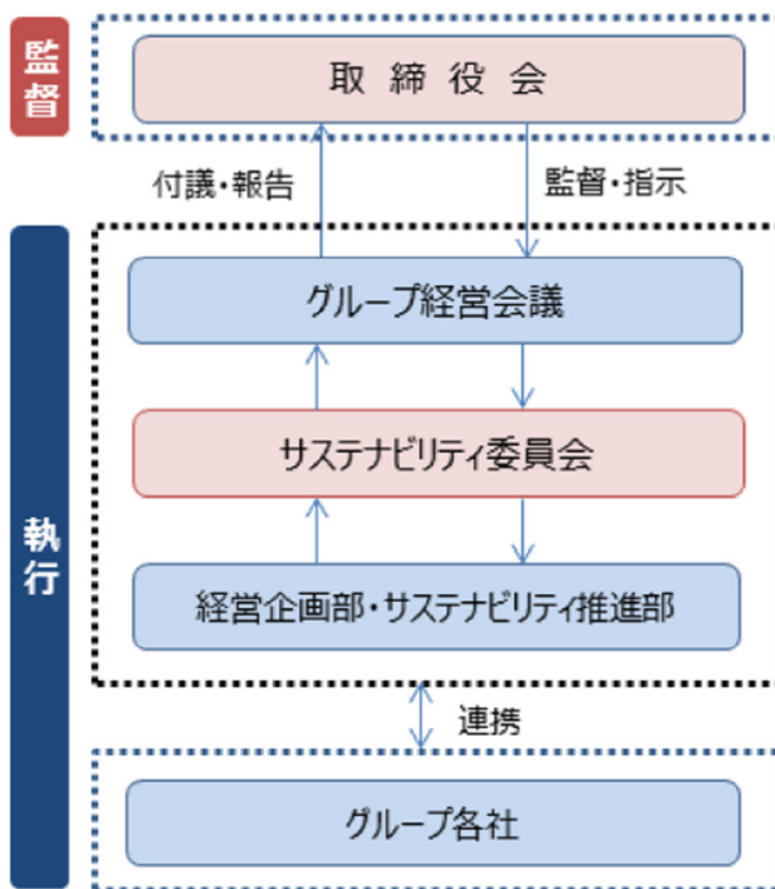 監督
取締役会
付議・報告
監督・指示
執行
グループ経営会議
サステナビリティ委員会
経営企画部・サステナビリティ推進部
連携
グループ各社